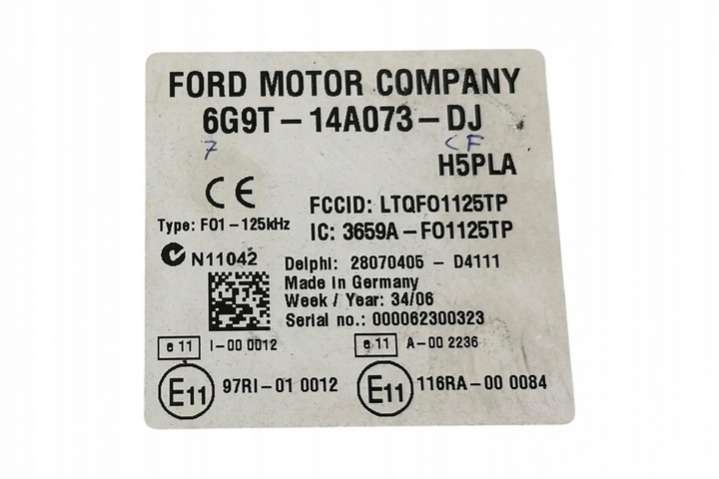 FORD MOTOR COMPANY
6G9T-14A073-DJ
7 CF
H5PLA
CE
FCCID: LTQFO1125TP
Type: FO1-125kHz
IC: 3659A-FO1125TP
N11042
Delphi: 28070405 - D4111
Made in Germany
Week / Year: 34/06
Serial no.: 000062300323
e 11 I-00 0012
e 11 A-00 2236
E11 97RI-01 0012
E11 116RA-00 0084